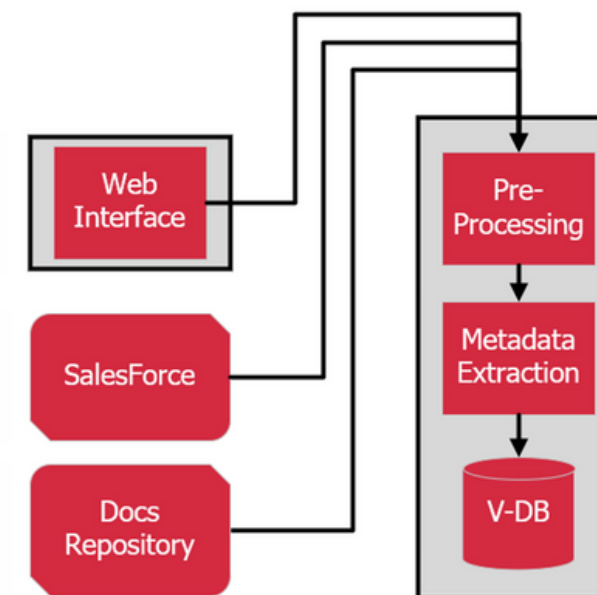 Web
Interface
Pre-
Processing
SalesForce
Metadata
Extraction
Docs
Repository
V-DB